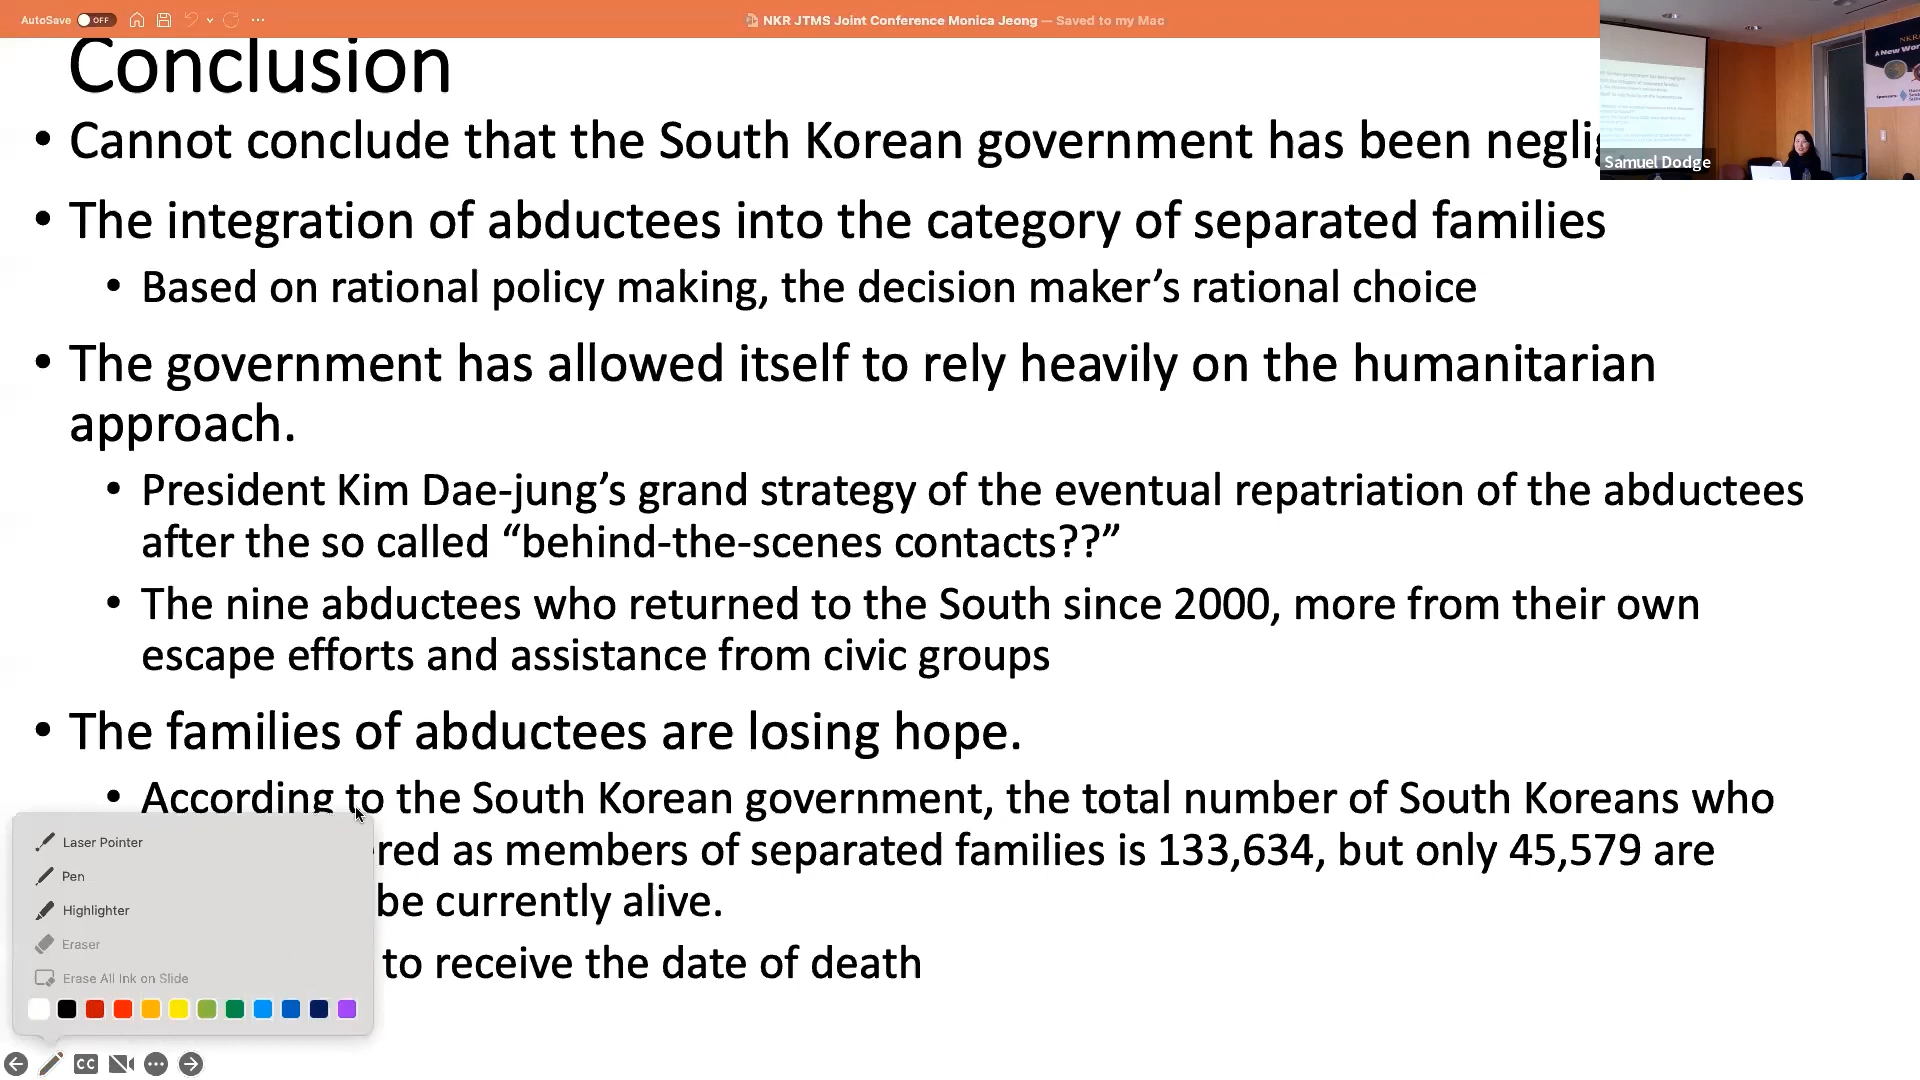 AutoSave OFF
NKR JTMS Joint Conference Monica Jeong — Saved to my Mac
Conclusion
• Cannot conclude that the South Korean government has been
Samuel Dodge
• The integration of abductees into the category of separated families
• Based on rational policy making, the decision maker’s rational choice
• The government has allowed itself to rely heavily on the humanitarian
approach.
• President Kim Dae-jung’s grand strategy of the eventual repatriation of the abductees
after the so called “behind-the-scenes contacts??”
• The nine abductees who returned to the South since 2000, more from their own
escape efforts and assistance from civic groups
• The families of abductees are losing hope.
• According to the South Korean government, the total number of South Koreans who
red as members of separated families is 133,634, but only 45,579 are
be currently alive.
to receive the date of death
Laser Pointer
Pen
Highlighter
Eraser
Erase All Ink on Slide
CC